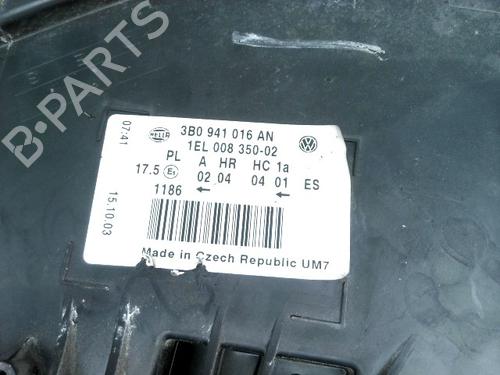 B-PARTS
07:41
15.10.03
HELLA
3B0 941 016 AN
1EL 008 350-02
PL A HR HC 1a
17.5 E1 02 04 04 01 ES
1186 ← ←
Made in Czech Republic UM7